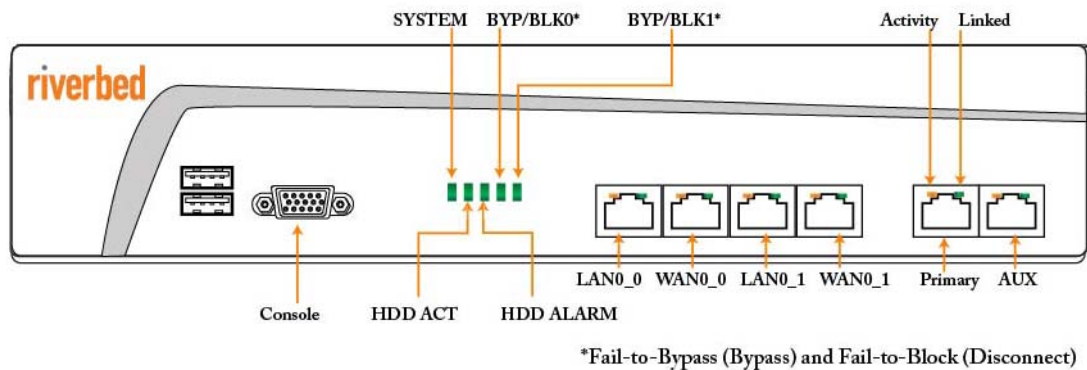 SYSTEM BYP/BLK0* BYP/BLK1* Activity Linked
riverbed
LAN0_0 WAN0_0 LAN0_1 WAN0_1 Primary AUX
Console HDD ACT HDD ALARM
*Fail-to-Bypass (Bypass) and Fail-to-Block (Disconnect)